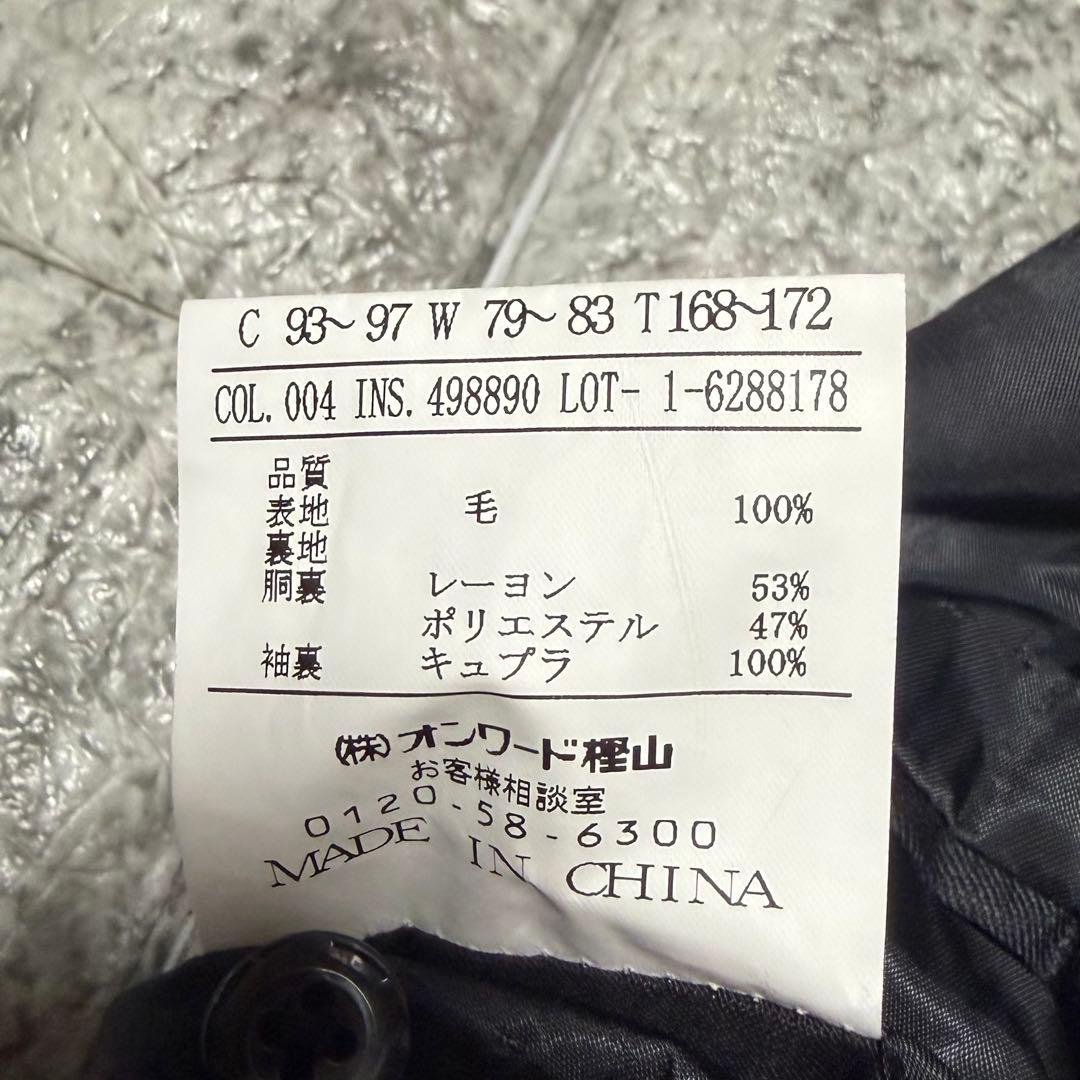 C 93~97 W 79~83 T168~172
COL.004 INS.498890 LOT- 1-6288178
品質
表地 毛 100%
裏地
胴裏 レーヨン 53%
ポリエステル 47%
袖裏 キュプラ 100%
(株)オンワード樫山
お客様相談室
0120-58-6300
MADE IN CHINA